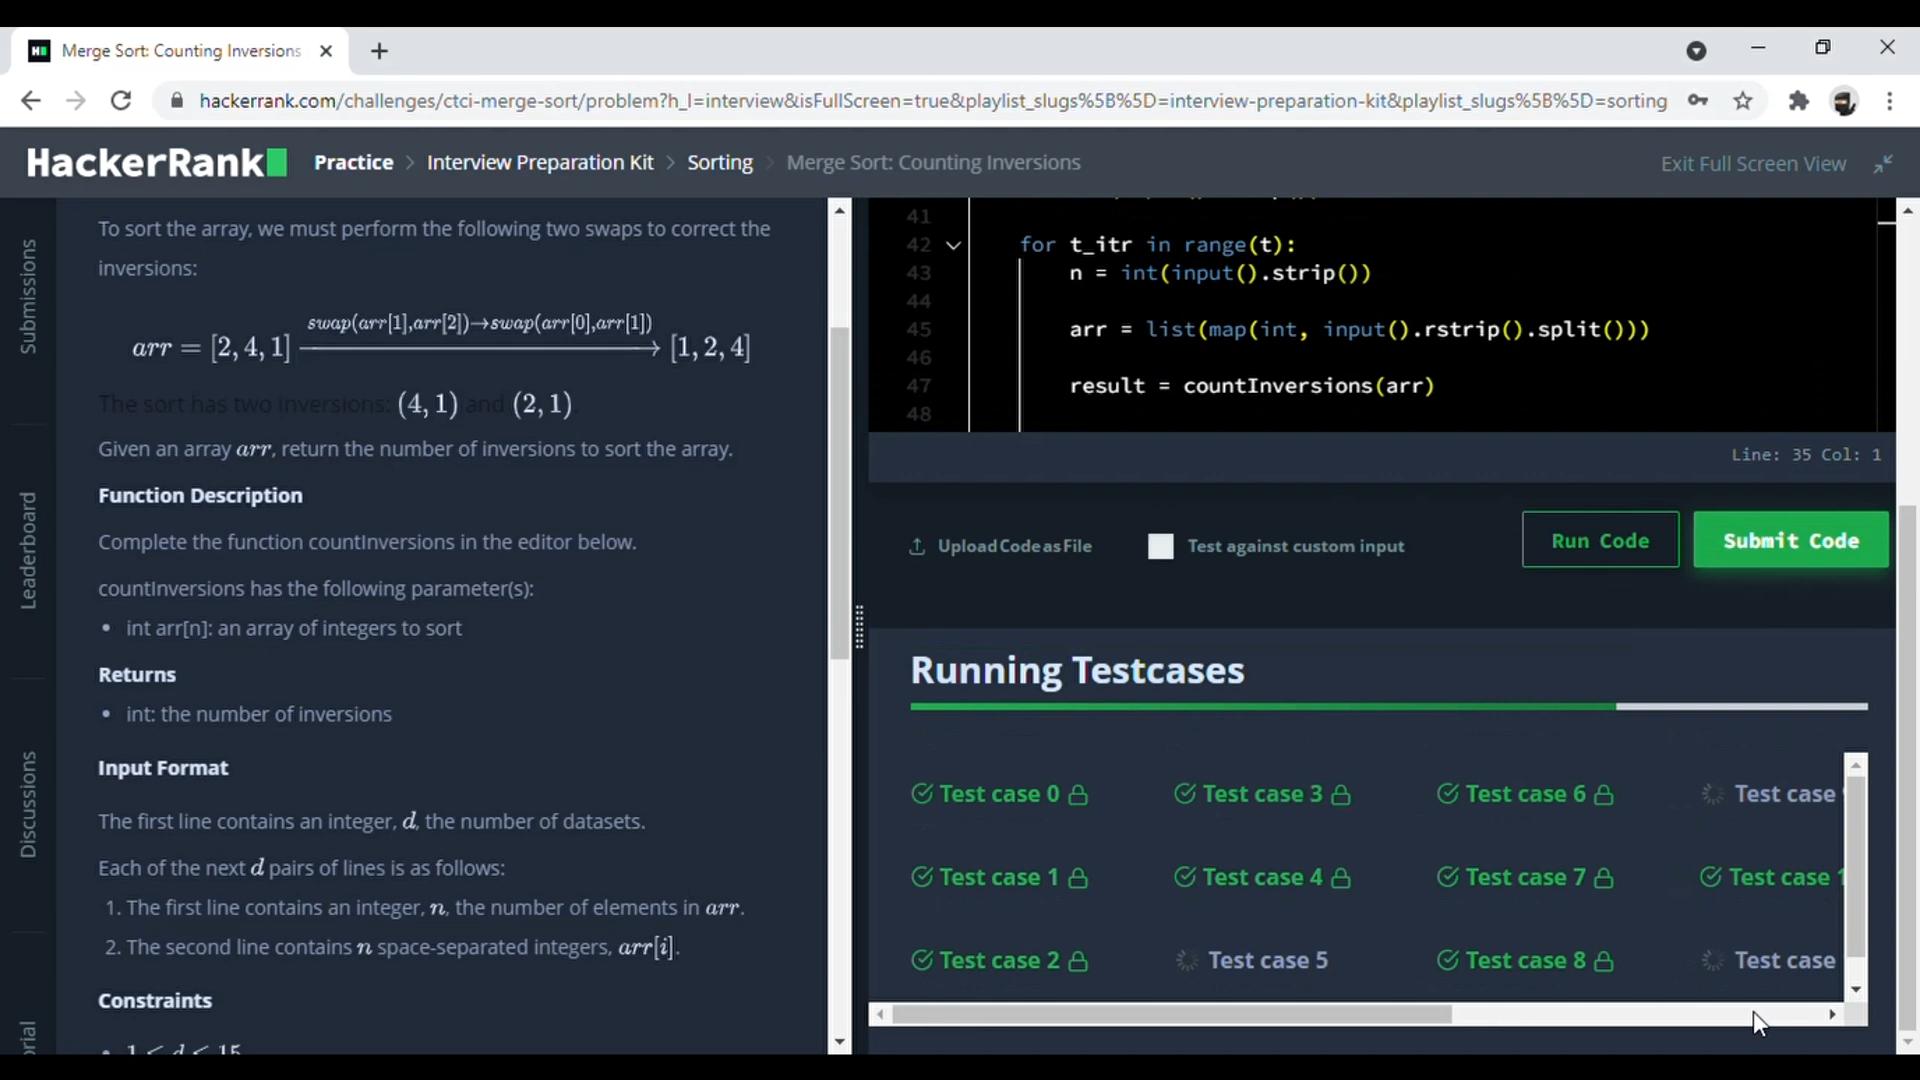 Merge Sort: Counting Inversions
hackerrank.com/challenges/ctci-merge-sort/problem?h_l=interview&isFullScreen=true&playlist_slugs%5B%5D=interview-preparation-kit&playlist_slugs%5B%5D=sorting
HackerRank Practice > Interview Preparation Kit > Sorting > Merge Sort: Counting Inversions Exit Full Screen View
Submissions
Leaderboard
Discussions
To sort the array, we must perform the following two swaps to correct the
inversions:
swap(arr[1],arr[2])→swap(arr[0],arr[1])
arr = [2, 4, 1] ⟶ [1, 2, 4]
The sort has two inversions: (4, 1) and (2, 1).
Given an array arr, return the number of inversions to sort the array.
Function Description
Complete the function countInversions in the editor below.
countInversions has the following parameter(s):
• int arr[n]: an array of integers to sort
Returns
• int: the number of inversions
Input Format
The first line contains an integer, d, the number of datasets.
Each of the next d pairs of lines is as follows:
1. The first line contains an integer, n, the number of elements in arr.
2. The second line contains n space-separated integers, arr[i].
Constraints
• 1 ≤ d ≤ 15
41
42 for t_itr in range(t):
43 n = int(input().strip())
44
45 arr = list(map(int, input().rstrip().split()))
46
47 result = countInversions(arr)
48
Line: 35 Col: 1
Upload Code as File Test against custom input Run Code Submit Code
Running Testcases
Test case 0 Test case 3 Test case 6 Test case
Test case 1 Test case 4 Test case 7 Test case 1
Test case 2 Test case 5 Test case 8 Test case